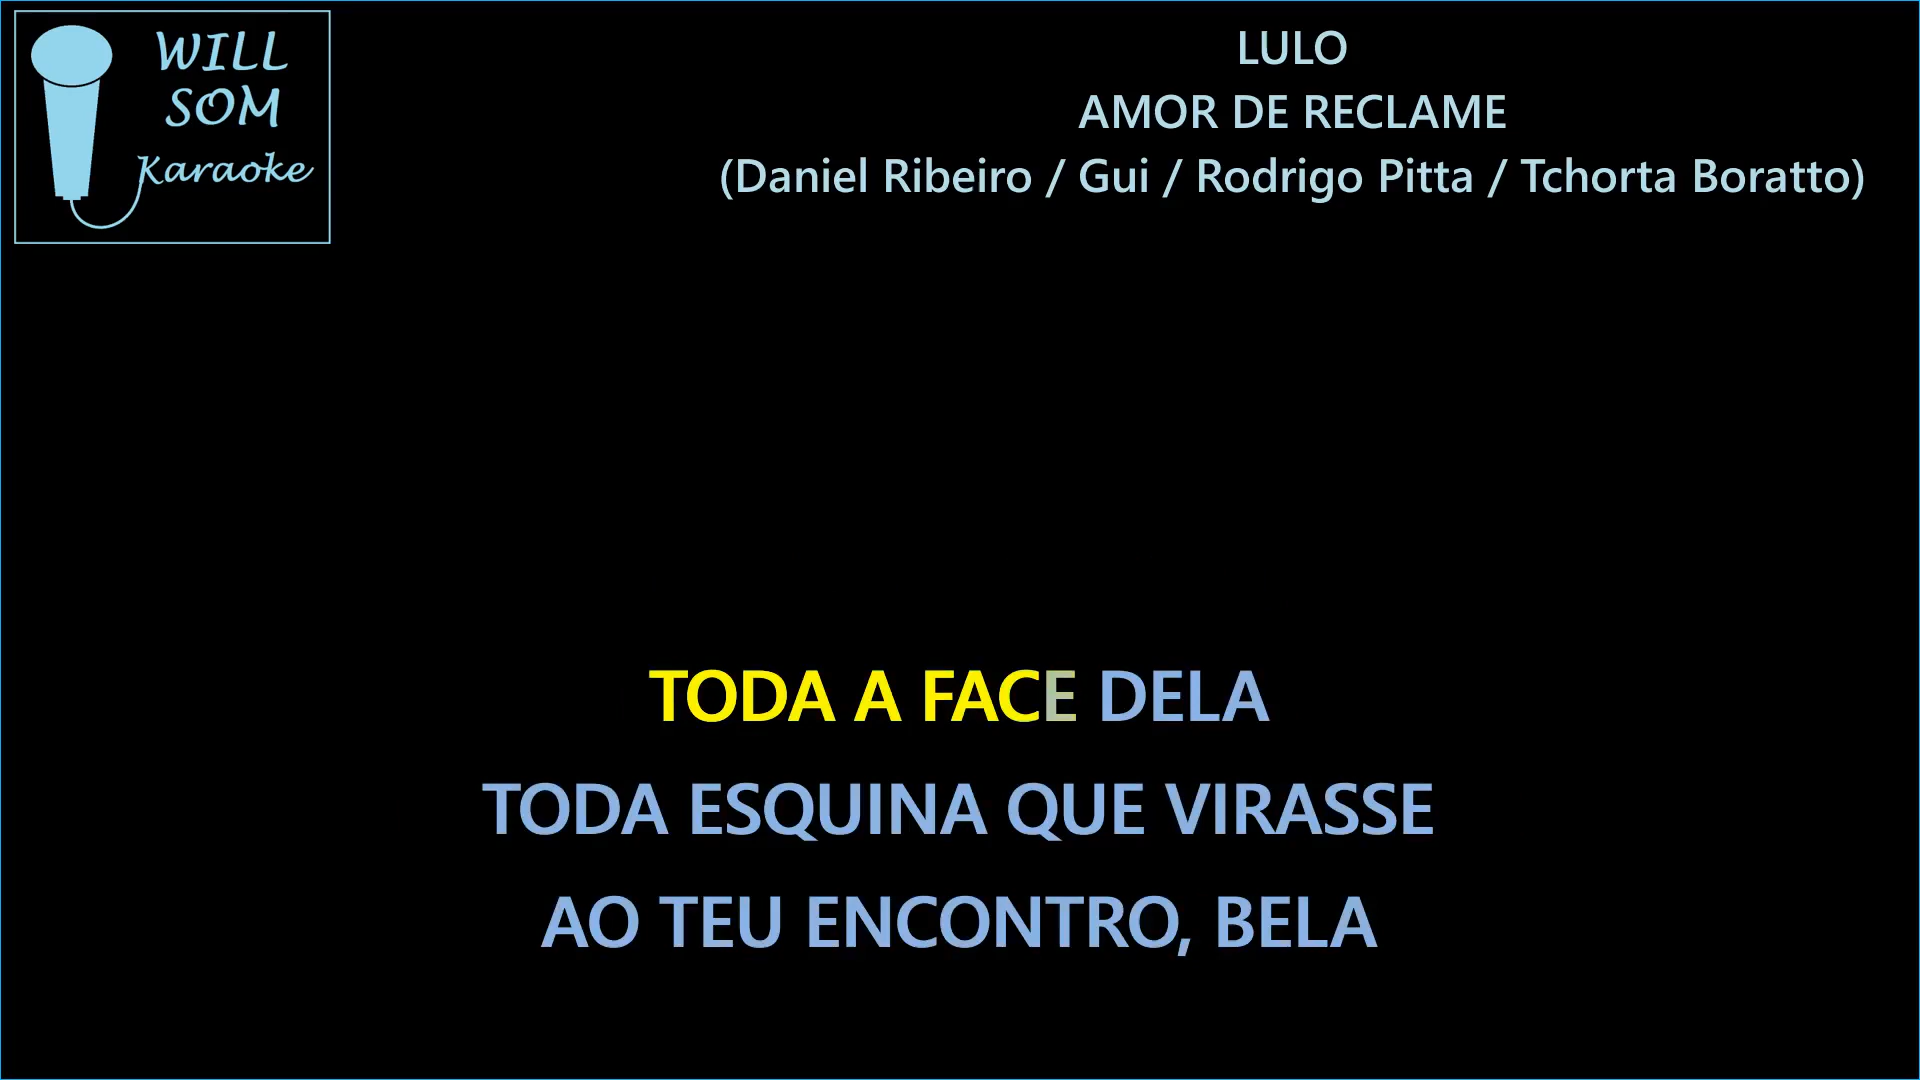 WILL
SOM
Karaoke
LULO
AMOR DE RECLAME
(Daniel Ribeiro / Gui / Rodrigo Pitta / Tchorta Boratto)
TODA A FACE DELA
TODA ESQUINA QUE VIRASSE
AO TEU ENCONTRO, BELA